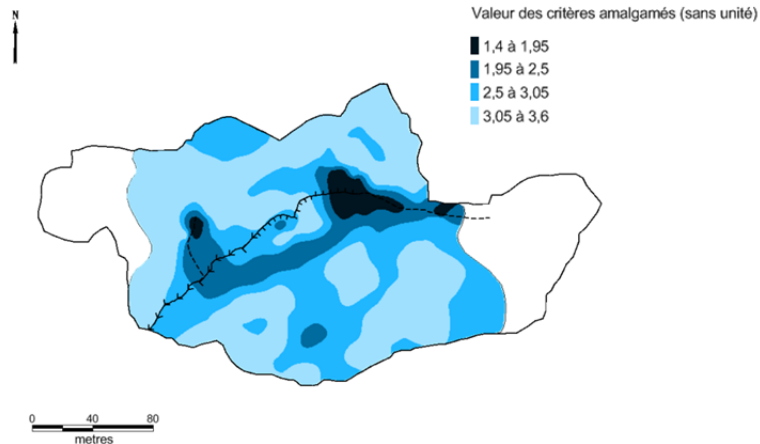 Valeur des critères amalgamés (sans unité)
N
1,4 à 1,95
1,95 à 2,5
2,5 à 3,05
3,05 à 3,6
0 40 80
metres